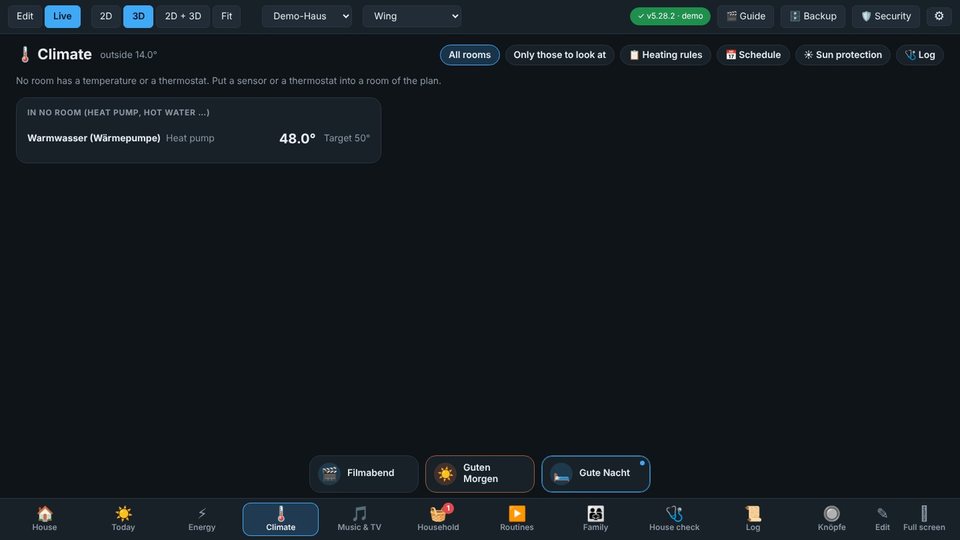 Edit Live 2D 3D 2D + 3D Fit Demo-Haus Wing ✓ v5.28.2 · demo Guide Backup Security
Climate outside 14.0° All rooms Only those to look at Heating rules Schedule Sun protection Log
No room has a temperature or a thermostat. Put a sensor or a thermostat into a room of the plan.
IN NO ROOM (HEAT PUMP, HOT WATER ...)
Warmwasser (Wärmepumpe) Heat pump 48.0° Target 50°
Filmabend
Guten
Morgen
Gute Nacht
1
House Today Energy Climate Music & TV Household Routines Family House check Log Knöpfe Edit Full screen